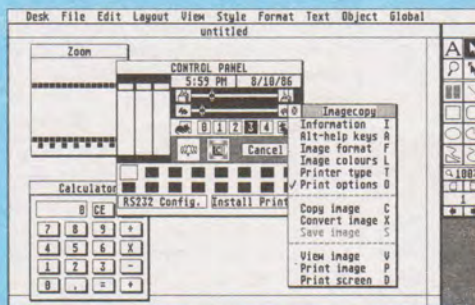 Desk File Edit Layout View Style Format Text Object Global
untitled
Zoom
CONTROL PANEL
5:59 PM 8/10/86
0 1 2 3 4
Cancel
RS232 Config. Install Print
Imagecopy
Information I
Alt-help keys A
Image format F
Image colours L
Printer type T
✓ Print options O
Copy image C
Convert image X
Save image S
View image V
Print image P
Print screen D
Calculator
0 CE
7 8 9 ÷
4 5 6 X
1 2 3 -
0 . = +
A
100%
1